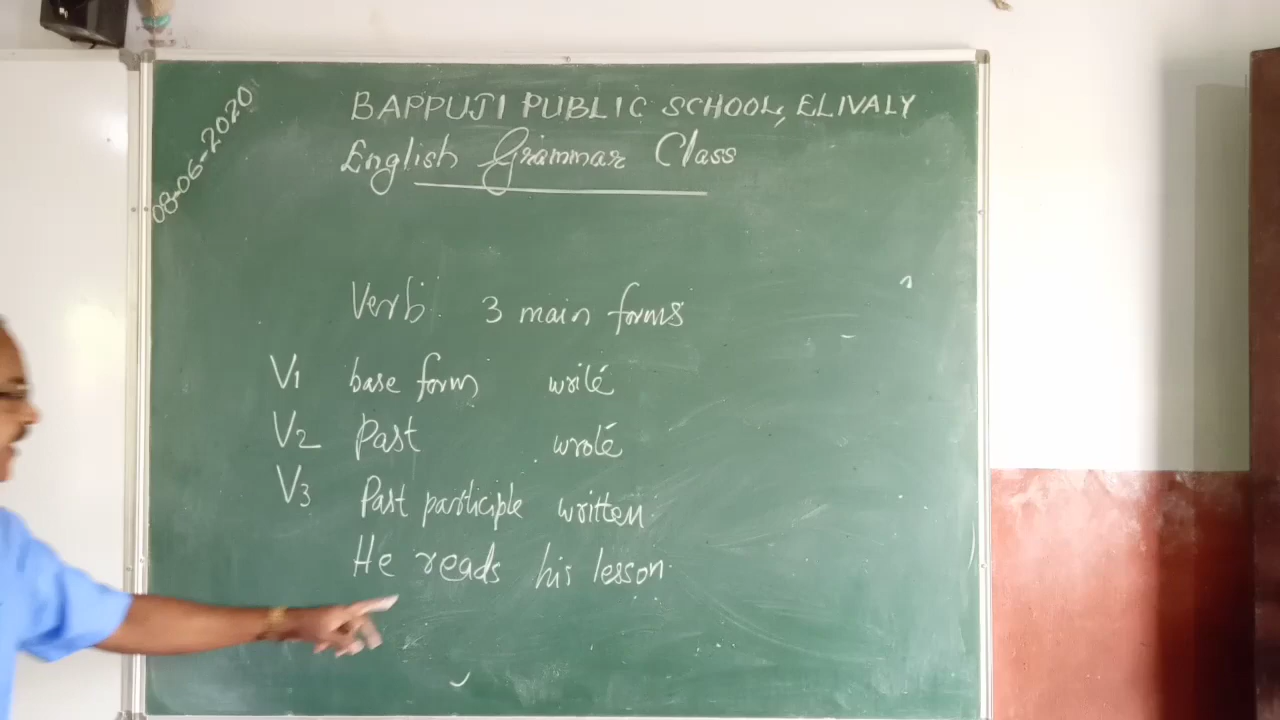 08-06-2020
BAPPUJI PUBLIC SCHOOL, ELIVALY
English Grammar Class
Verb. 3 main forms
V1 base form write
V2 Past wrote
V3 Past participle written.
He reads his lesson.